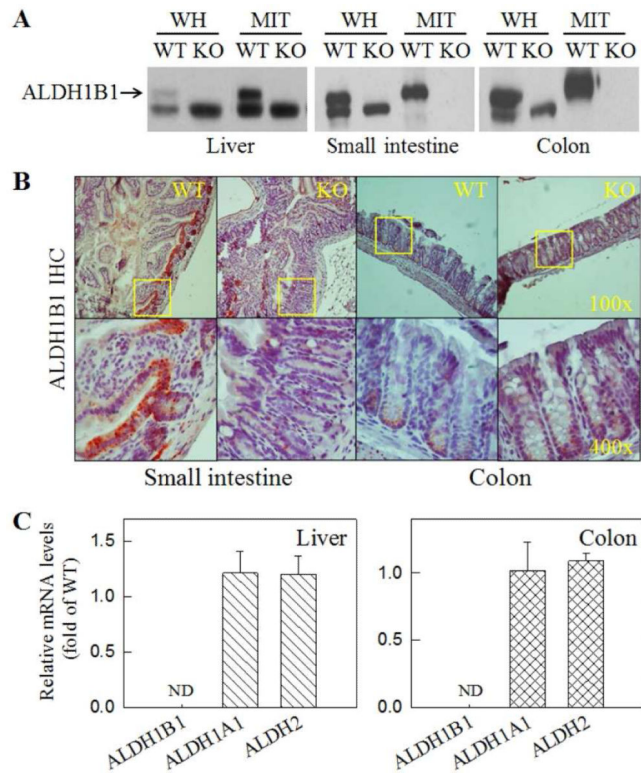 A
WH MIT WH MIT WH MIT
WT KO WT KO WT KO WT KO WT KO WT KO
ALDH1B1→
Liver Small intestine Colon
B
ALDH1B1 IHC
WT KO WT KO
100x
400x
Small intestine Colon
C
Relative mRNA levels
(fold of WT)
Liver
1.5
1.0
0.5
0.0
ND
ALDH1B1 ALDH1A1 ALDH2
Colon
1.0
0.5
0.0
ND
ALDH1B1 ALDH1A1 ALDH2